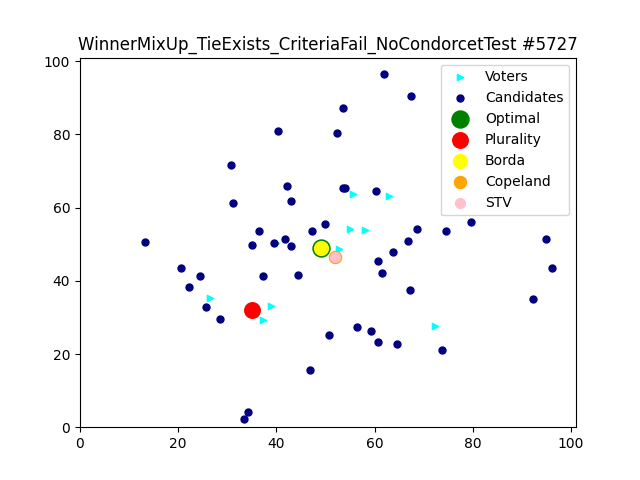 WinnerMixUp_TieExists_CriteriaFail_NoCondorcetTest #5727
100
80
60
40
20
0
0 20 40 60 80 100
Voters
Candidates
Optimal
Plurality
Borda
Copeland
STV